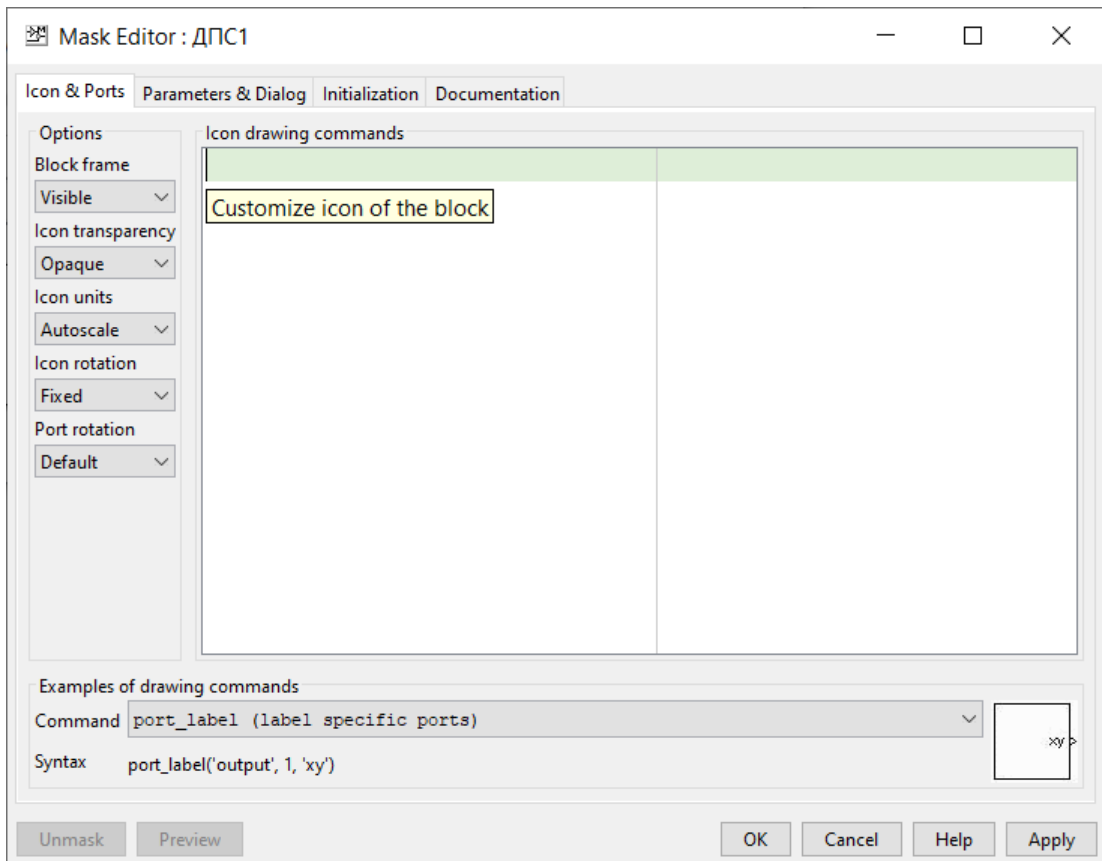 Mask Editor : ДПС1
Icon & Ports Parameters & Dialog Initialization Documentation
Options
Block frame
Visible
Icon transparency
Opaque
Icon units
Autoscale
Icon rotation
Fixed
Port rotation
Default
Icon drawing commands
Customize icon of the block
Examples of drawing commands
Command port_label (label specific ports)
Syntax port_label('output', 1, 'xy')
xy >
Unmask Preview OK Cancel Help Apply